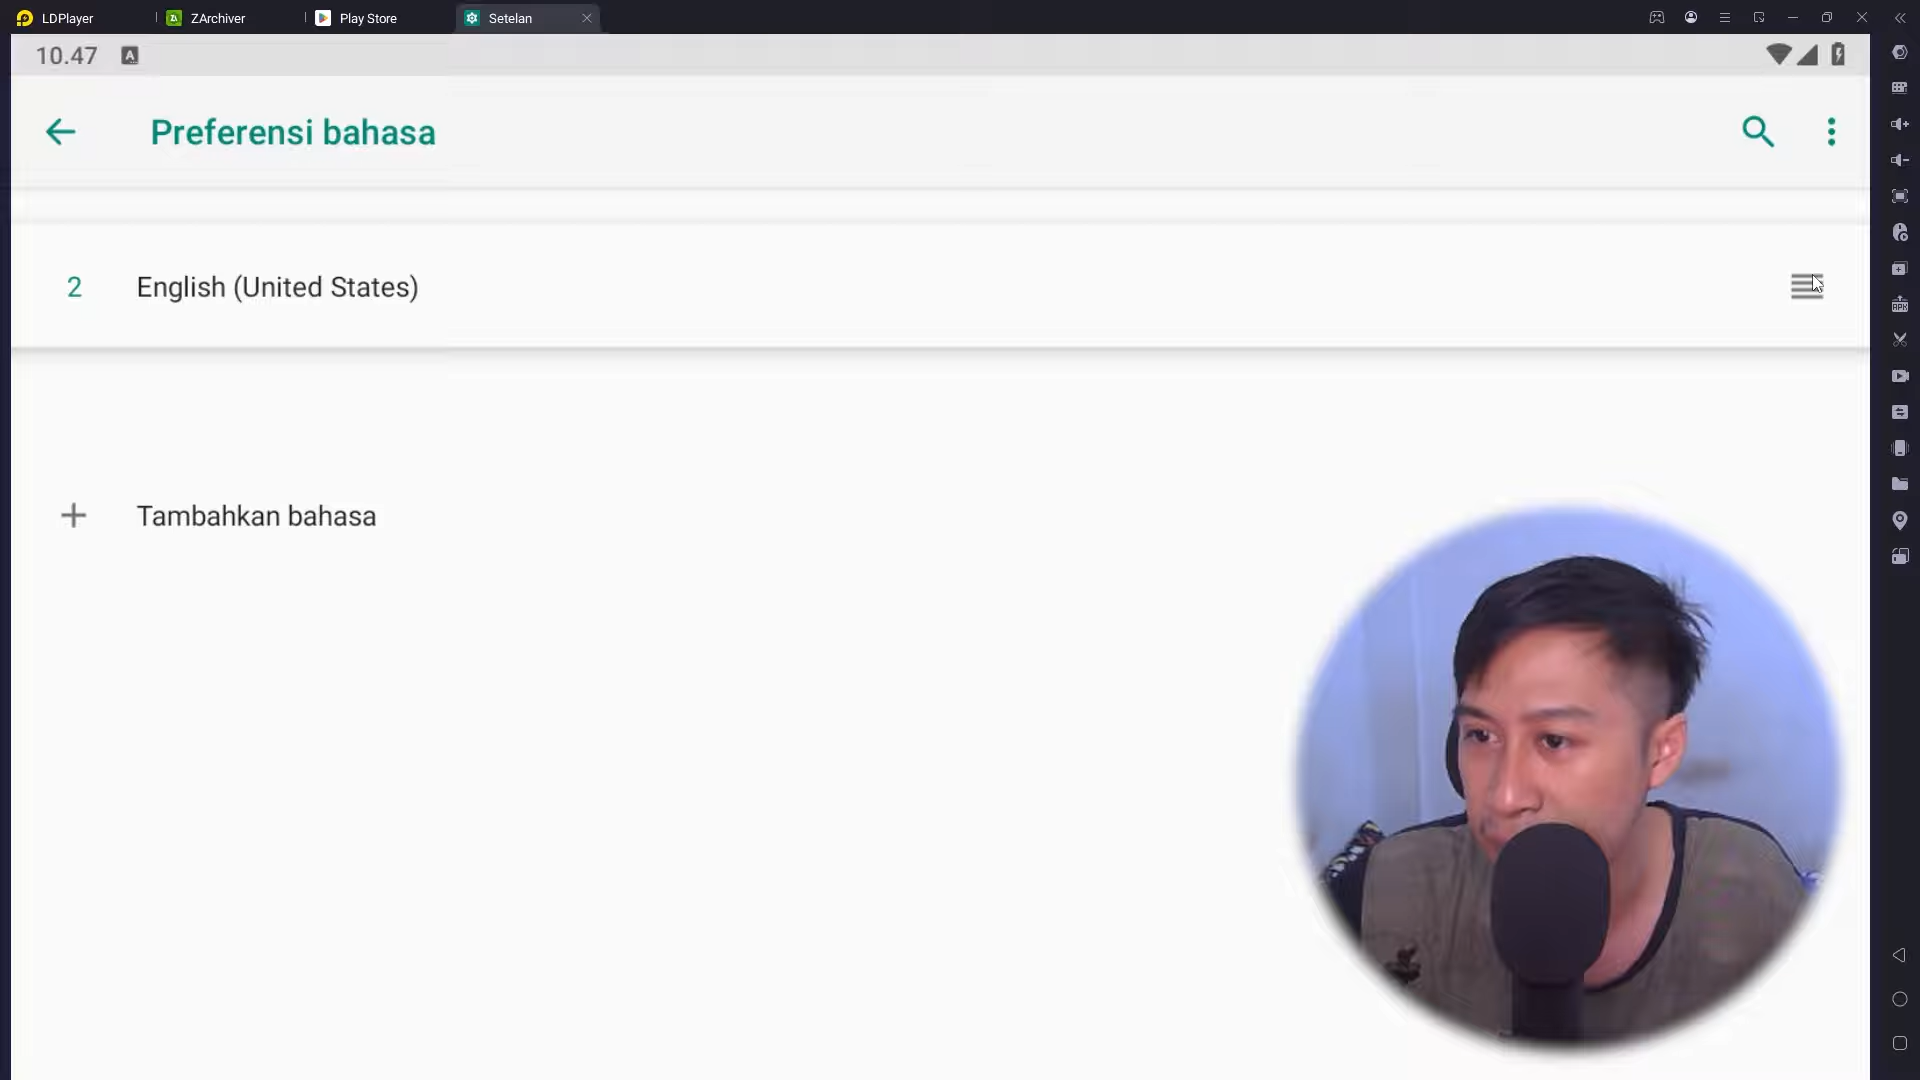 LDPlayer
ZArchiver
Play Store
Setelan
10.47
A
Preferensi bahasa
2
English (United States)
Tambahkan bahasa